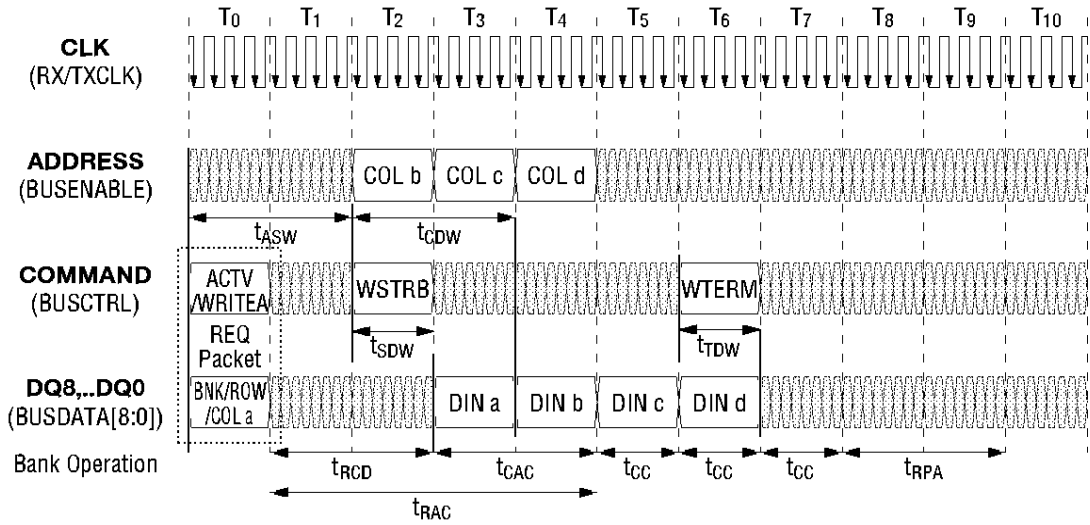 T0 T1 T2 T3 T4 T5 T6 T7 T8 T9 T10
CLK
(RX/TXCLK)
ADDRESS
(BUSENABLE)
COL b COL c COL d
tASW tCDW
COMMAND
(BUSCTRL)
ACTV
/WRITEA
WSTRB
WTERM
REQ
Packet
tSDW
tTDW
DQ8,..DQ0
(BUSDATA[8:0])
BNK/ROW
/COL a
DIN a DIN b DIN c DIN d
Bank Operation
tRCD tCAC tCC tCC tCC tRPA
tRAC